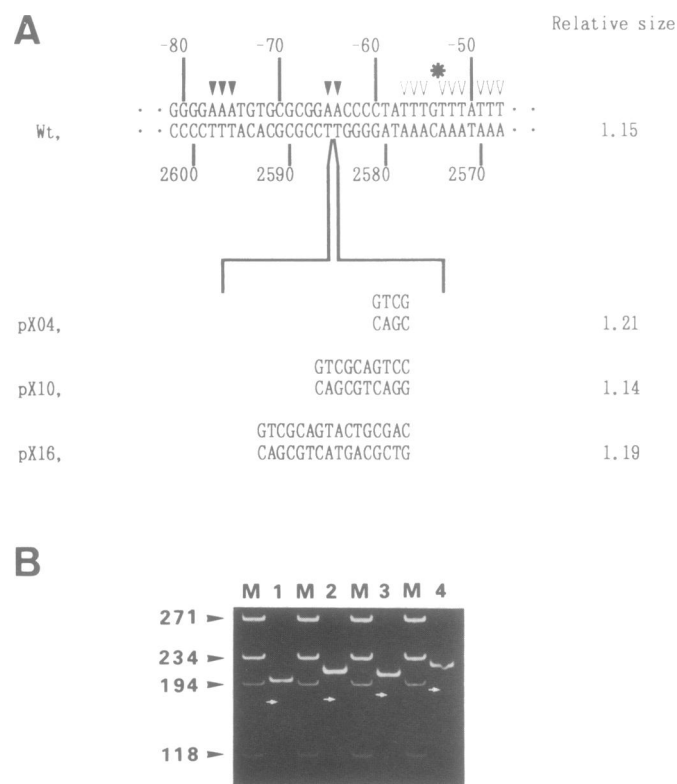 A
Relative size
-80 -70 -60 -50
*
· · GGGGAAATGTGCGCGGAACCCCTATTTGTTTATTT · ·
Wt, · · CCCCTTTACACGCGCCTTGGGGATAAACAAATAAA · · 1.15
2600 2590 2580 2570
GTCG
pX04, CAGC 1.21
GTCGCAGTCC
pX10, CAGCGTCAGG 1.14
GTCGCAGTACTGCGAC
pX16, CAGCGTCATGACGCTG 1.19
B
M 1 M 2 M 3 M 4
271
234
194
118